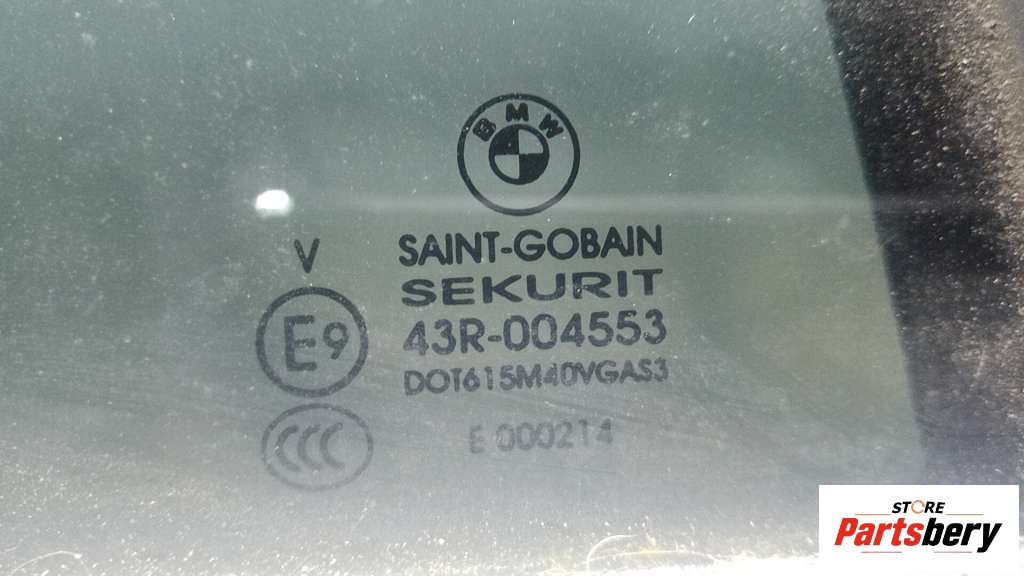 BMW
V
SAINT-GOBAIN
SEKURIT
E9
43R-004553
DOT615M40VGAS3
CCC
E 000214
STORE
Partsbery